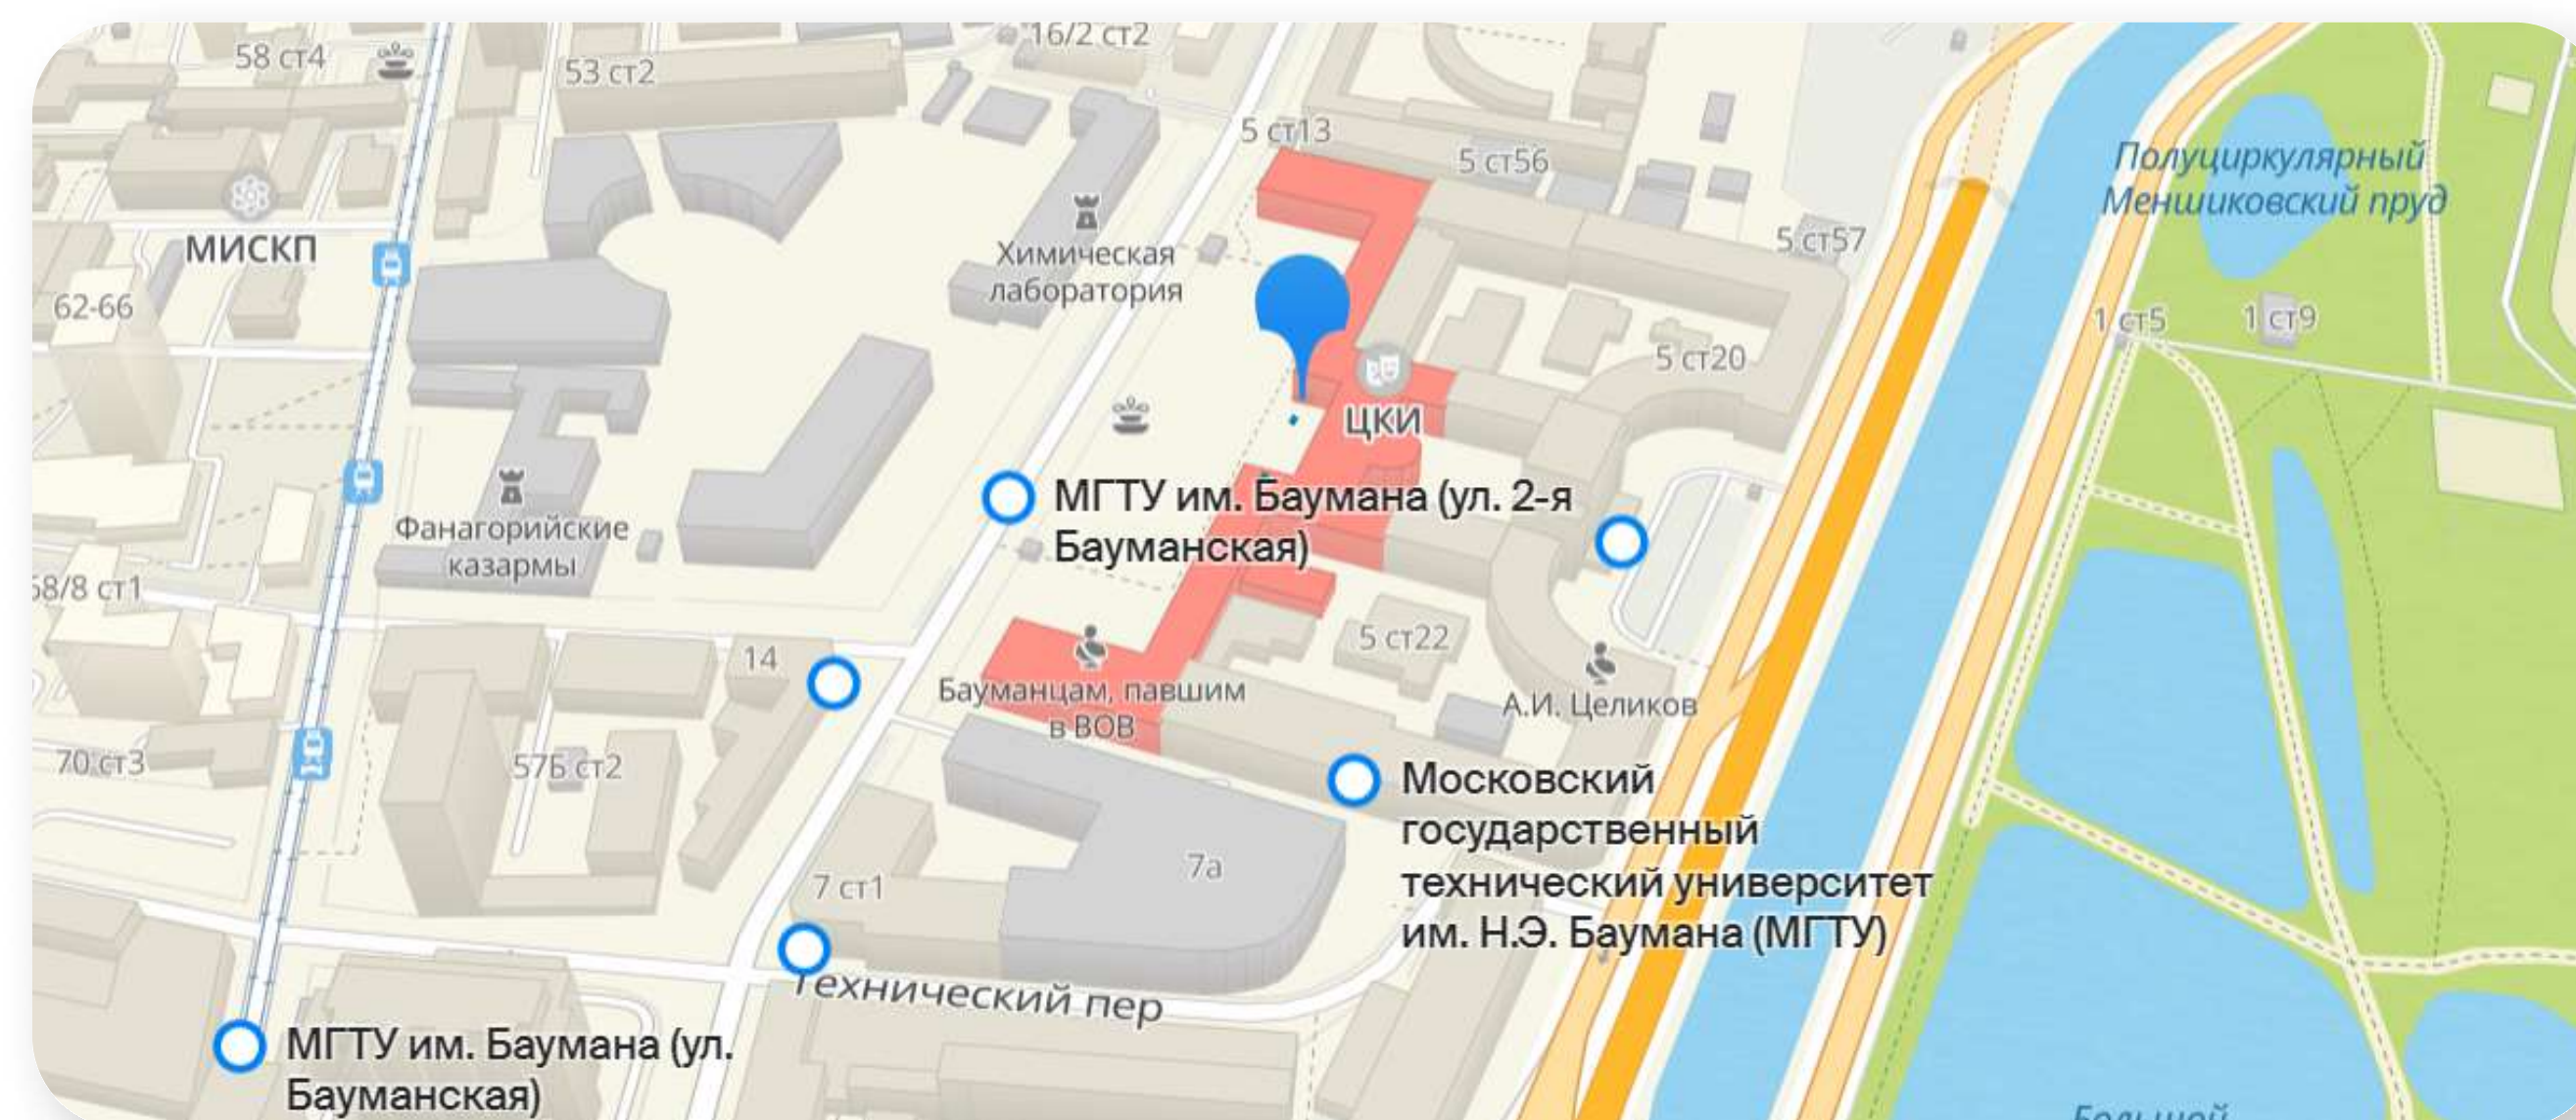 58 ст4
53 ст2
16/2 ст2
5 ст13
5 ст56
Полуциркулярный
Меншиковский пруд
МИСКП
Химическая
лаборатория
5 ст57
62-66
1 ст5
1 ст9
5 ст20
ЦКИ
МГТУ им. Баумана (ул. 2-я
Бауманская)
Фанагорийские
казармы
58/8 ст1
14
5 ст22
Бауманцам, павшим
в ВОВ
А.И. Целиков
70 ст3
57Б ст2
Московский
государственный
технический университет
им. Н.Э. Баумана (МГТУ)
7а
7 ст1
Технический пер
МГТУ им. Баумана (ул.
Бауманская)
Большой